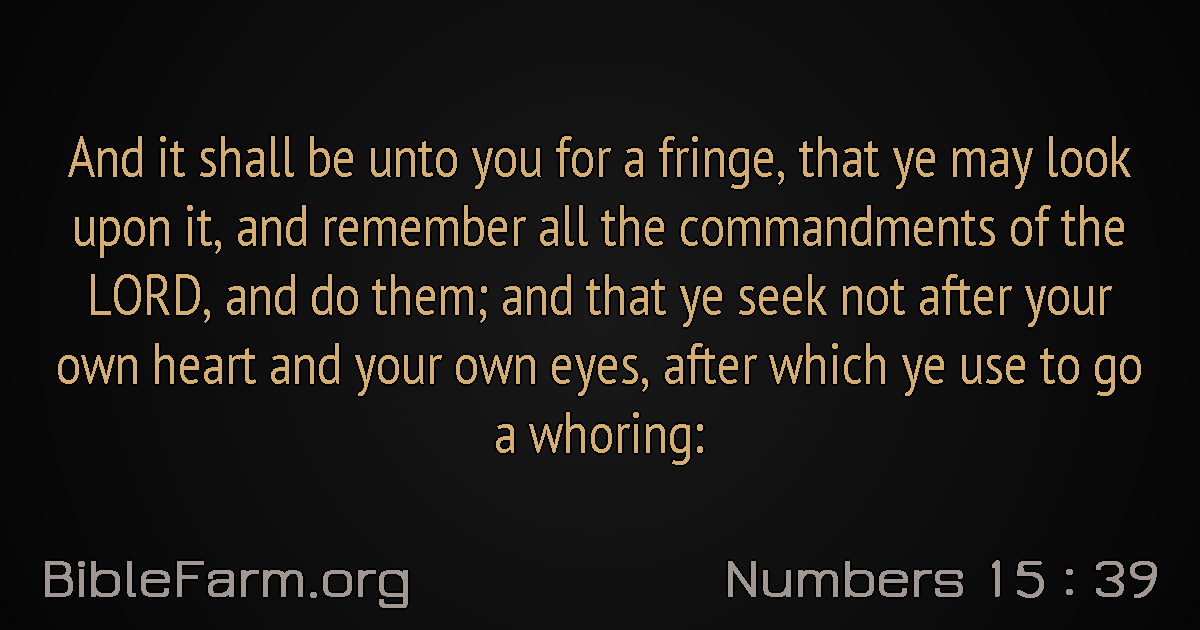 And it shall be unto you for a fringe, that ye may look
upon it, and remember all the commandments of the
LORD, and do them; and that ye seek not after your
own heart and your own eyes, after which ye use to go
a whoring:
BibleFarm.org
Numbers 15 : 39